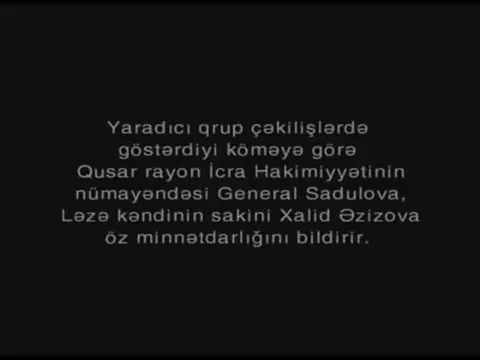 Yaradıcı qrup çəkilişlərdə
göstərdiyi köməyə görə
Qusar rayon İcra Hakimiyyətinin
nümayəndəsi General Sadulova,
Ləzə kəndinin sakini Xalid Əzizova
öz minnətdarlığını bildirir.